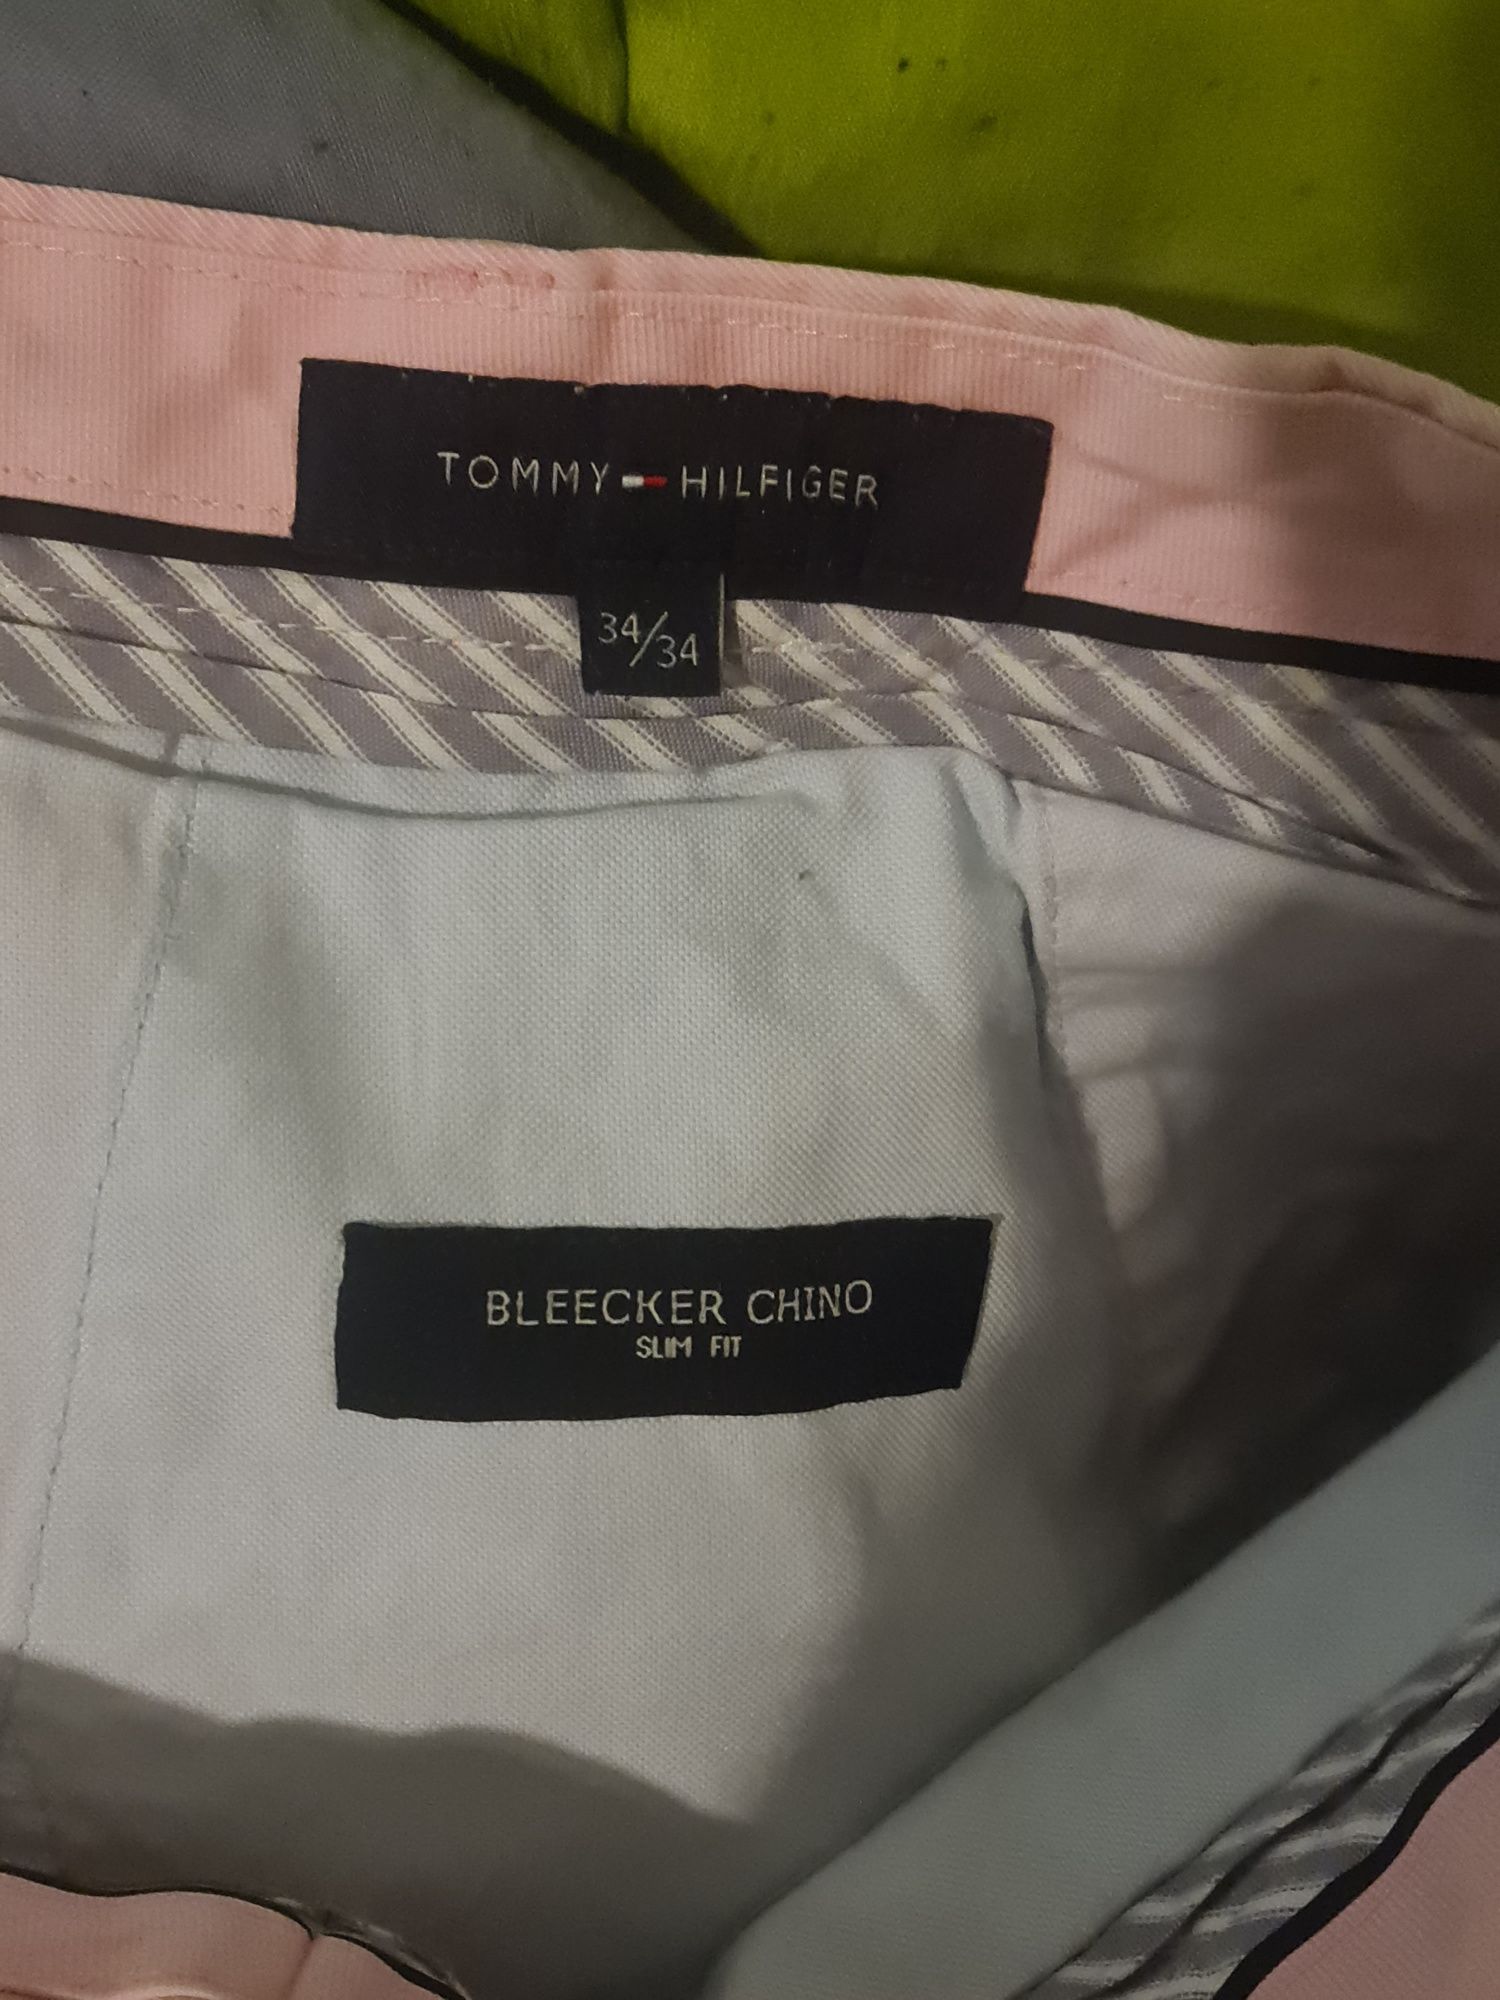 TOMMY HILFIGER
34/34
BLEECKER CHINO
SLIM FIT